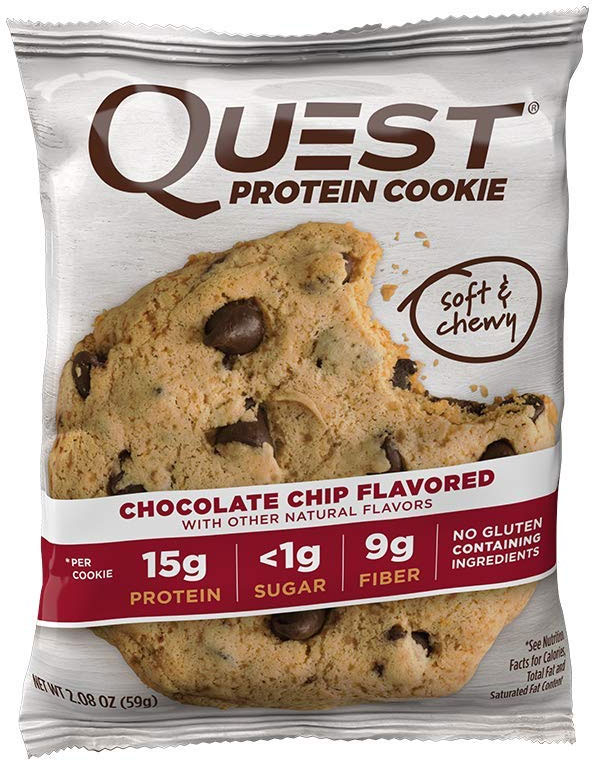 QUEST®
PROTEIN COOKIE
soft &
chewy
CHOCOLATE CHIP FLAVORED
WITH OTHER NATURAL FLAVORS
*PER
COOKIE
15g
PROTEIN
<1g
SUGAR
9g
FIBER
NO GLUTEN
CONTAINING
INGREDIENTS
*See Nutrition
Facts for Calories,
Total Fat and
Saturated Fat Content
NET WT 2.08 OZ (59g)